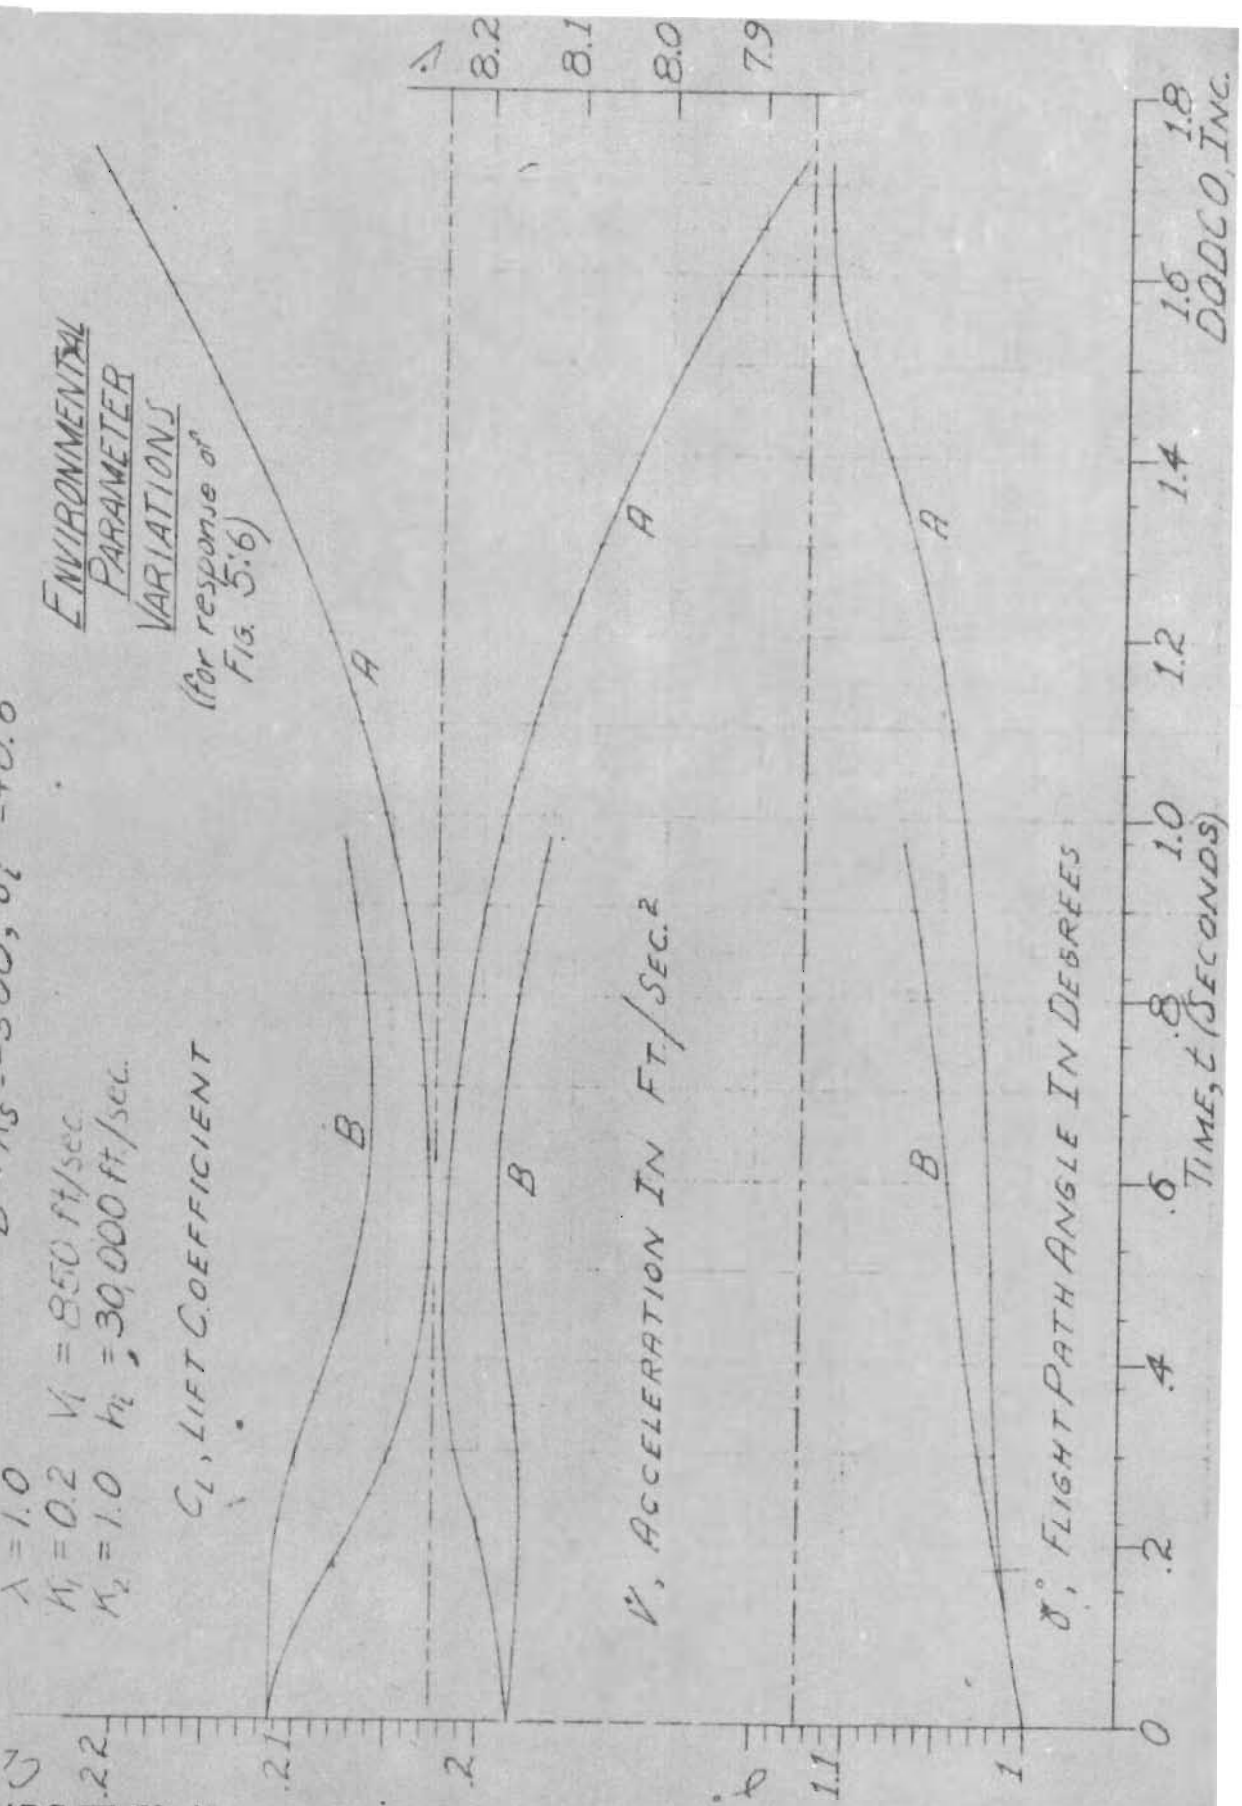 λ = 1.0
K₁ = 0.2 Vᵢ = 850 ft/sec.
K₂ = 1.0 hᵢ = 30,000 ft/sec.
ENVIRONMENTAL
PARAMETER
VARIATIONS
(for response of
FIG. 5.6)
C_L, LIFT COEFFICIENT
.22
.21
.2
B
A
V̇
8.2
8.1
8.0
7.9
A
B
V̇, ACCELERATION IN FT./SEC.²
1.1
1
A
B
γ°, FLIGHT PATH ANGLE IN DEGREES
0 .2 .4 .6 .8 1.0 1.2 1.4 1.6 1.8
TIME, t (SECONDS)
DODCO, INC.